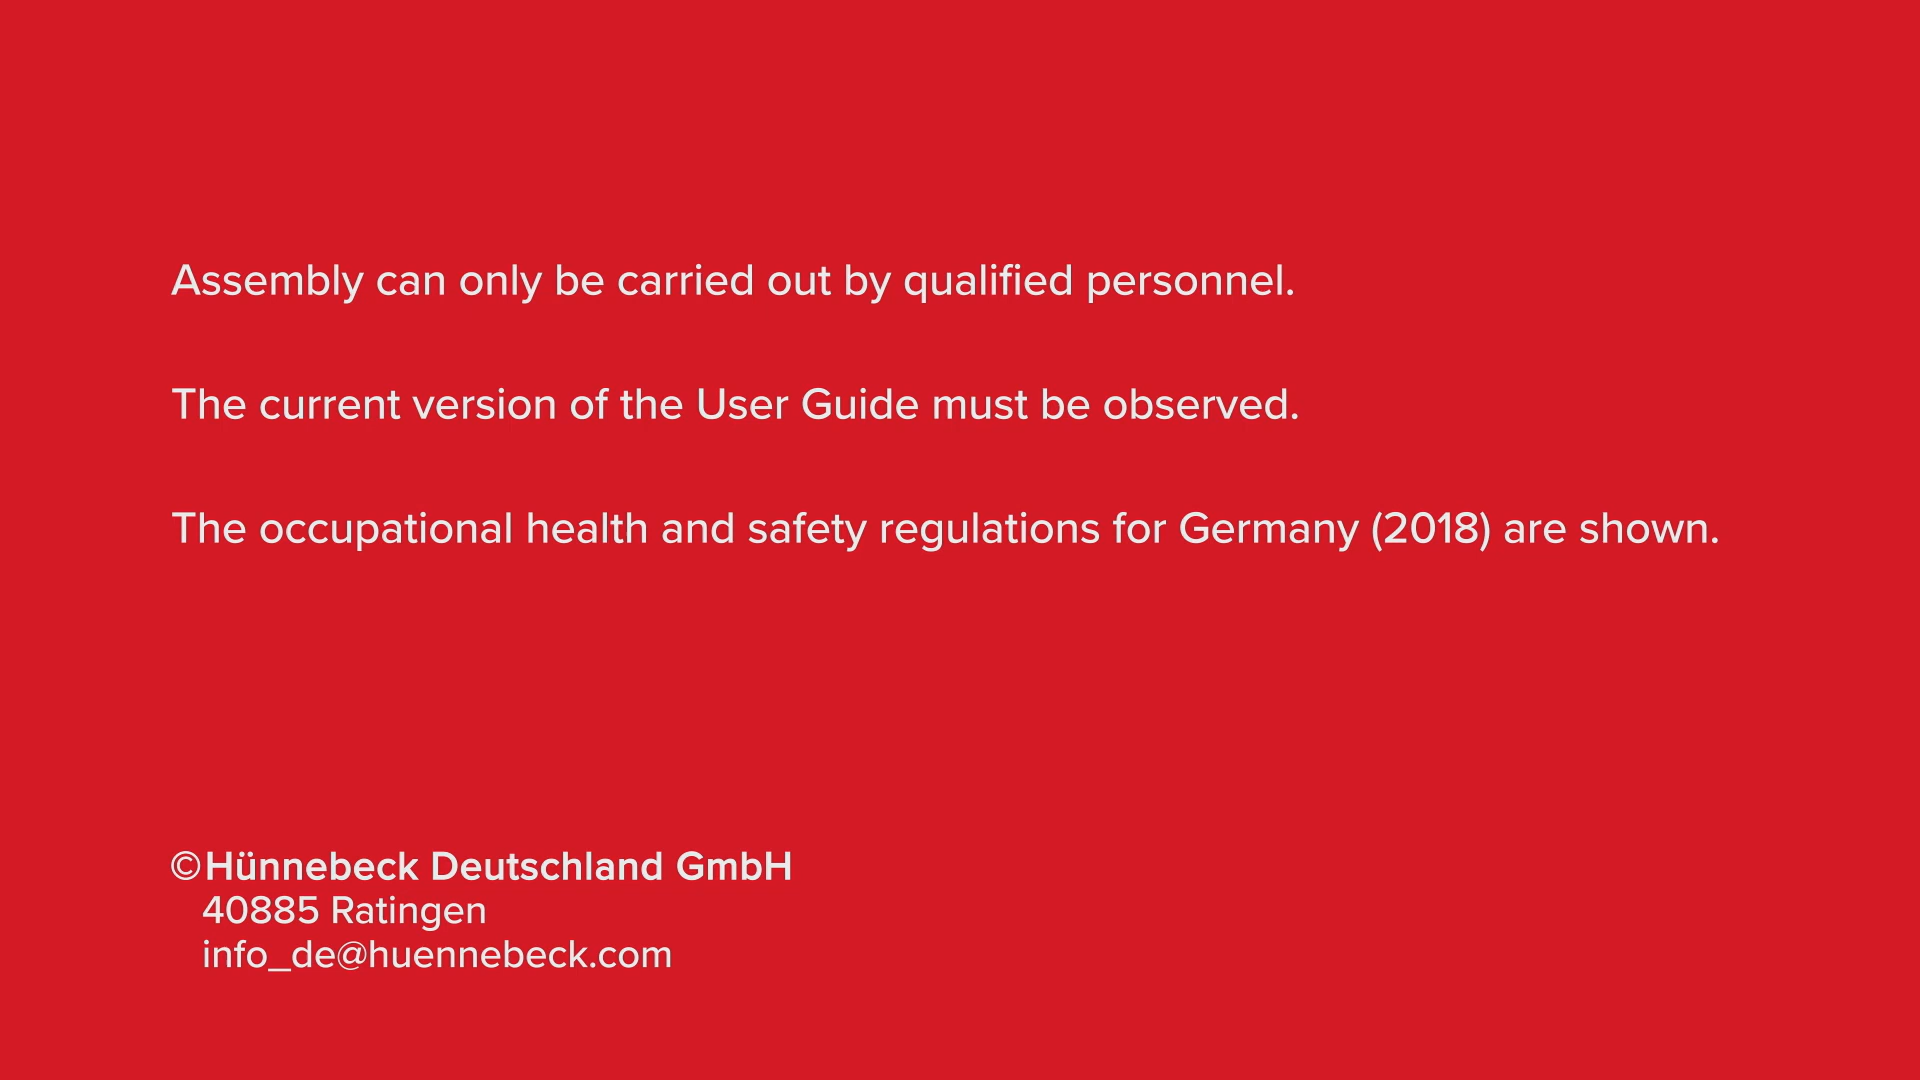 Assembly can only be carried out by qualified personnel.
The current version of the User Guide must be observed.
The occupational health and safety regulations for Germany (2018) are shown.
©Hünnebeck Deutschland GmbH
40885 Ratingen
info_de@huennebeck.com